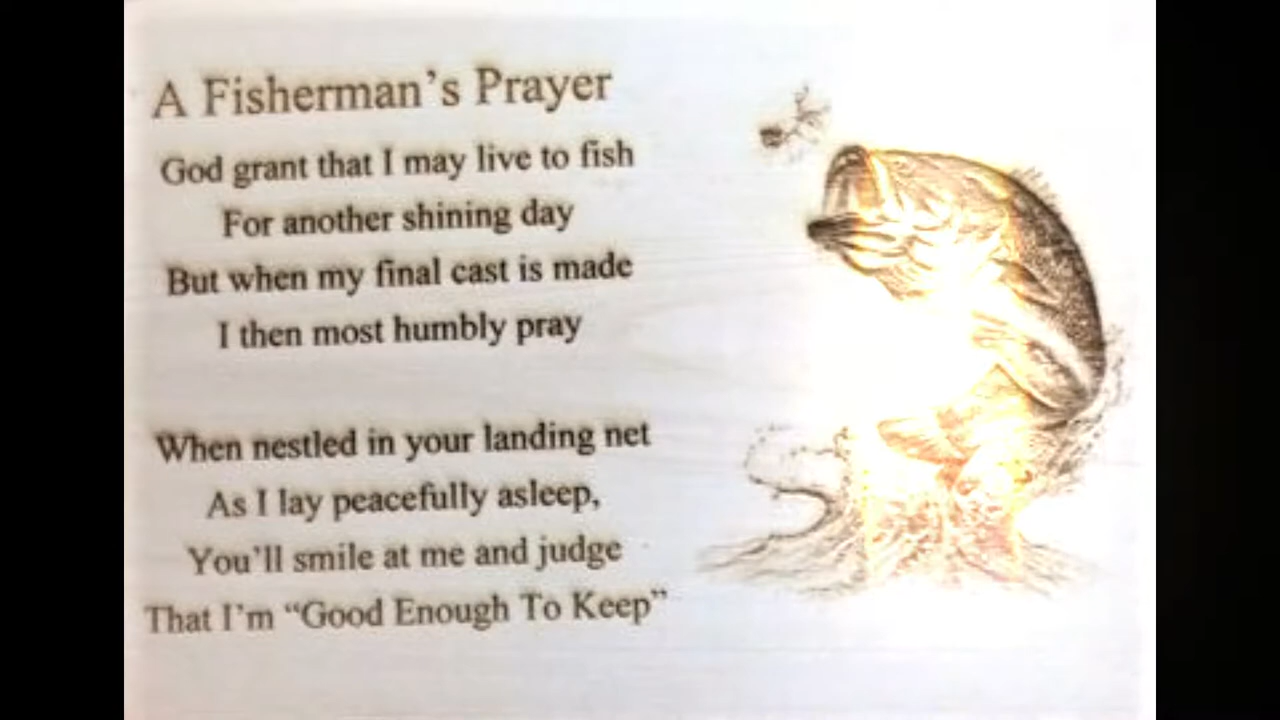 A Fisherman's Prayer
God grant that I may live to fish
For another shining day
But when my final cast is made
I then most humbly pray
When nestled in your landing net
As I lay peacefully asleep,
You'll smile at me and judge
That I'm “Good Enough To Keep”